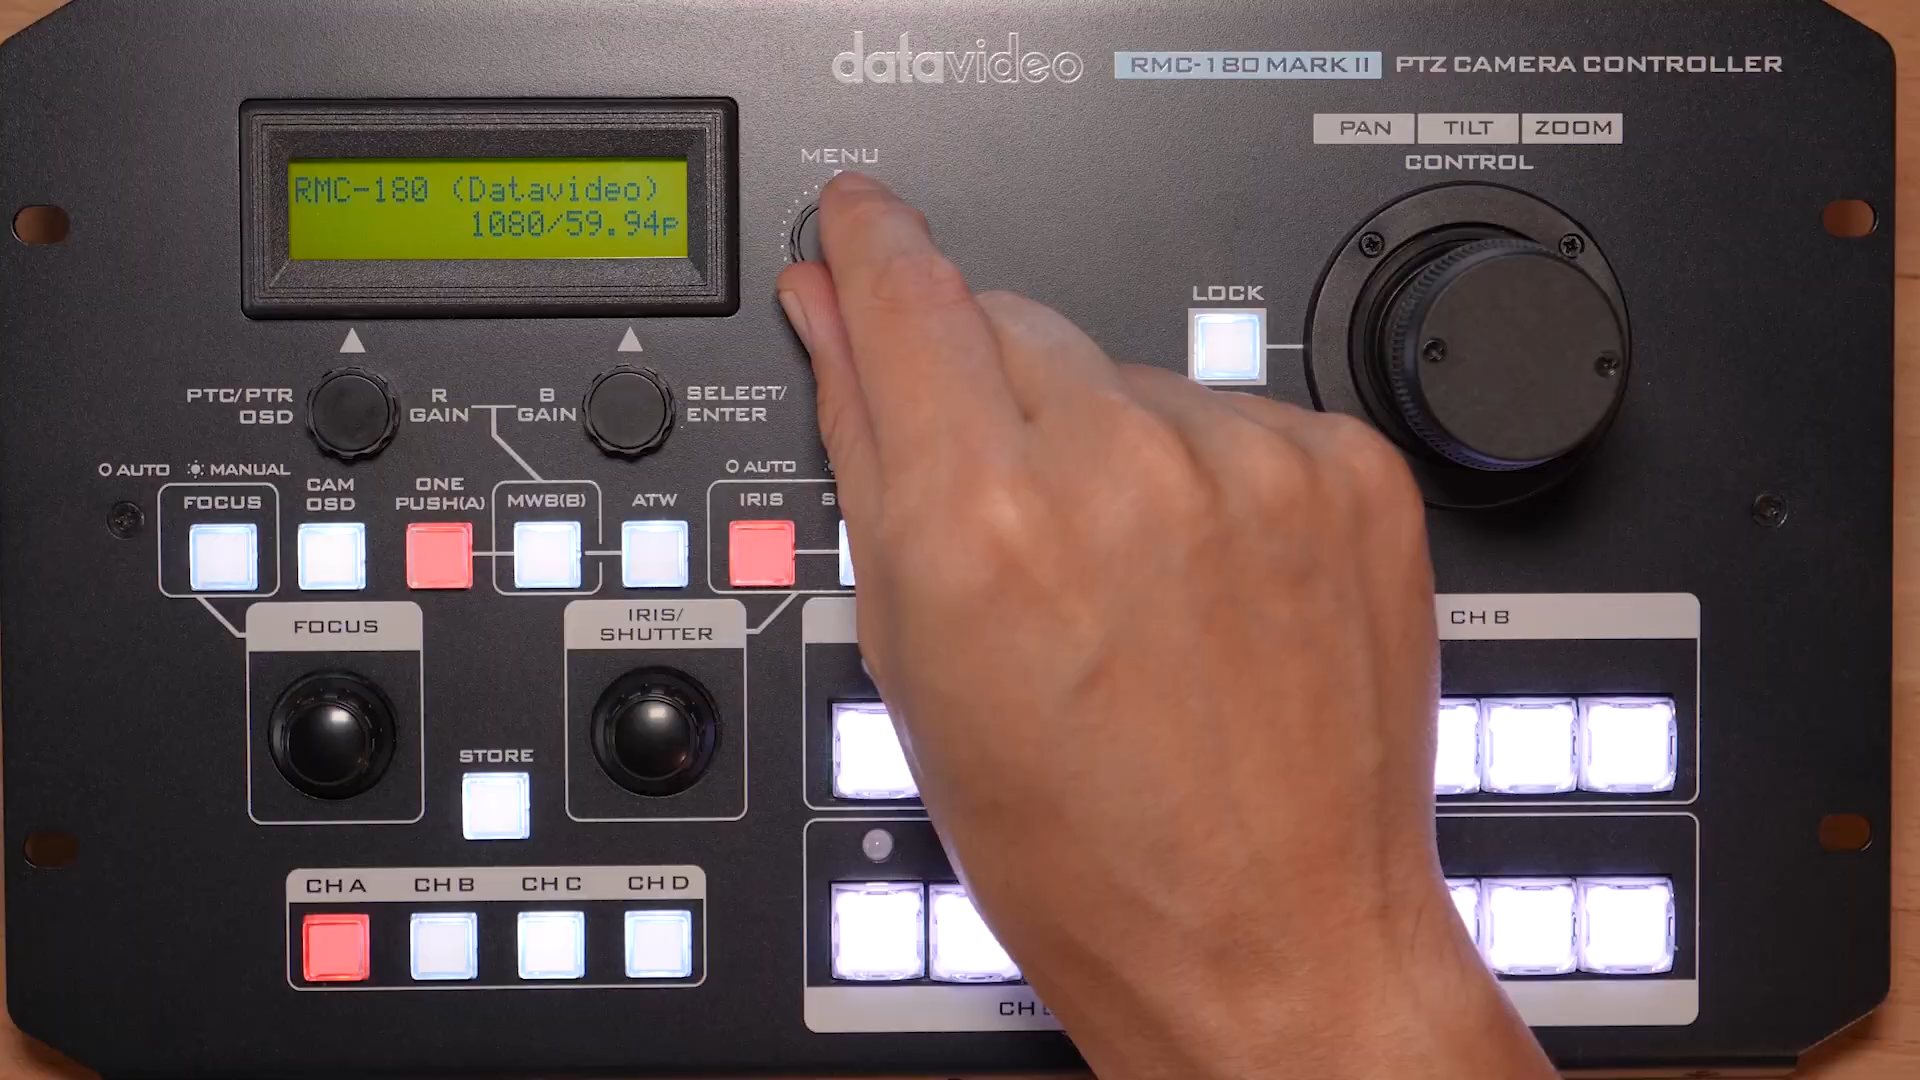 datavideo
RMC-180 MARK II
PTZ CAMERA CONTROLLER
PAN
TILT
ZOOM
CONTROL
MENU
RMC-180 (Datavideo)
1080/59.94p
LOCK
PTC/PTR
OSD
R
GAIN
B
GAIN
SELECT/
ENTER
AUTO
MANUAL
AUTO
FOCUS
CAM
OSD
ONE
PUSH(A)
MWB(B)
ATW
IRIS
FOCUS
IRIS/
SHUTTER
CH B
STORE
CH A
CH B
CH C
CH D
CH